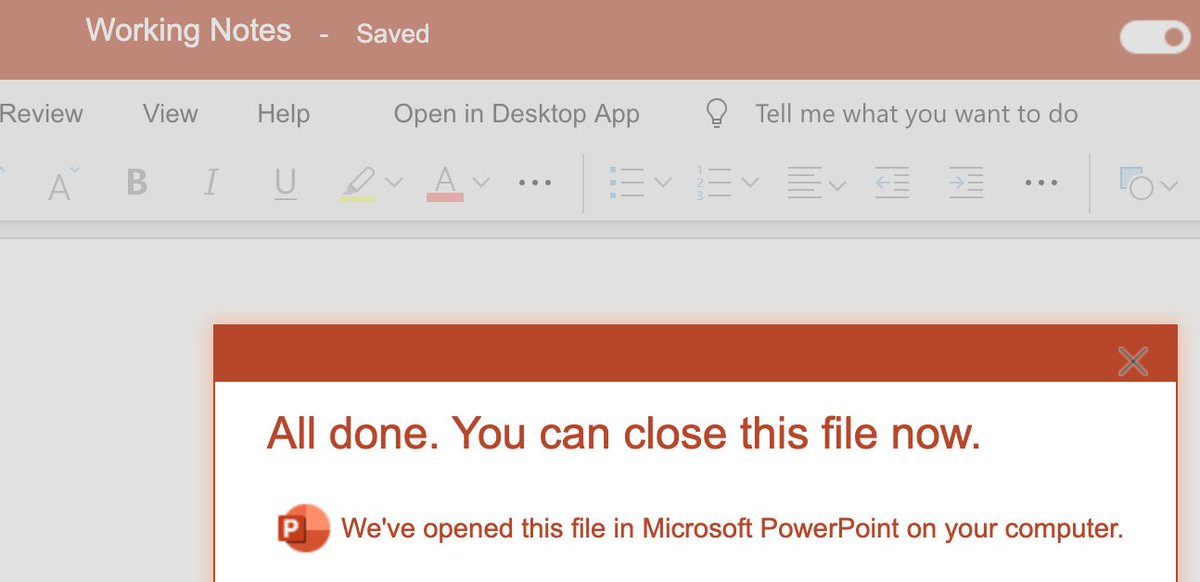 Working Notes - Saved
Review View Help Open in Desktop App Tell me what you want to do
A B I U A ... 1 2 3 ...
All done. You can close this file now.
P We've opened this file in Microsoft PowerPoint on your computer.